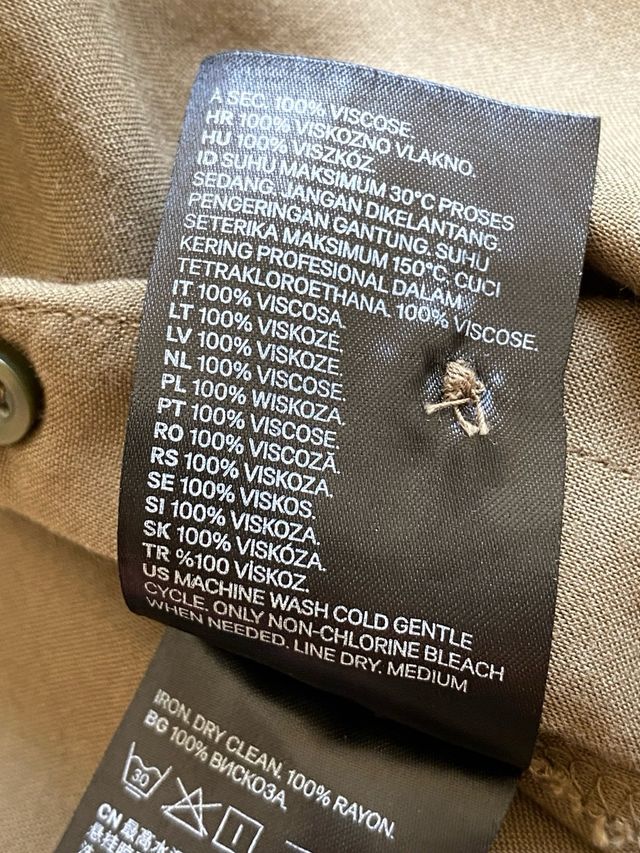 A SEC. 100% VISCOSE.
HR 100% VISKOZNO VLAKNO.
HU 100% VISZKÓZ.
ID SUHU MAKSIMUM 30°C PROSES
SEDANG. JANGAN DIKELANTANG.
PENGERINGAN GANTUNG. SUHU
SETERIKA MAKSIMUM 150°C. CUCI
KERING PROFESIONAL DALAM
TETRAKLOROETHANA. 100% VISCOSE.
IT 100% VISCOSA.
LT 100% VISKOZĖ.
LV 100% VISKOZE.
NL 100% VISCOSE.
PL 100% WISKOZA.
PT 100% VISCOSE.
RO 100% VISCOZĂ.
RS 100% VISKOZA.
SE 100% VISKOS.
SI 100% VISKOZA.
SK 100% VISKÓZA.
TR %100 VİSKOZ.
US MACHINE WASH COLD GENTLE
CYCLE. ONLY NON-CHLORINE BLEACH
WHEN NEEDED. LINE DRY. MEDIUM
IRON. DRY CLEAN. 100% RAYON.
BG 100% ВИСКОЗА.
30
CN 最高水